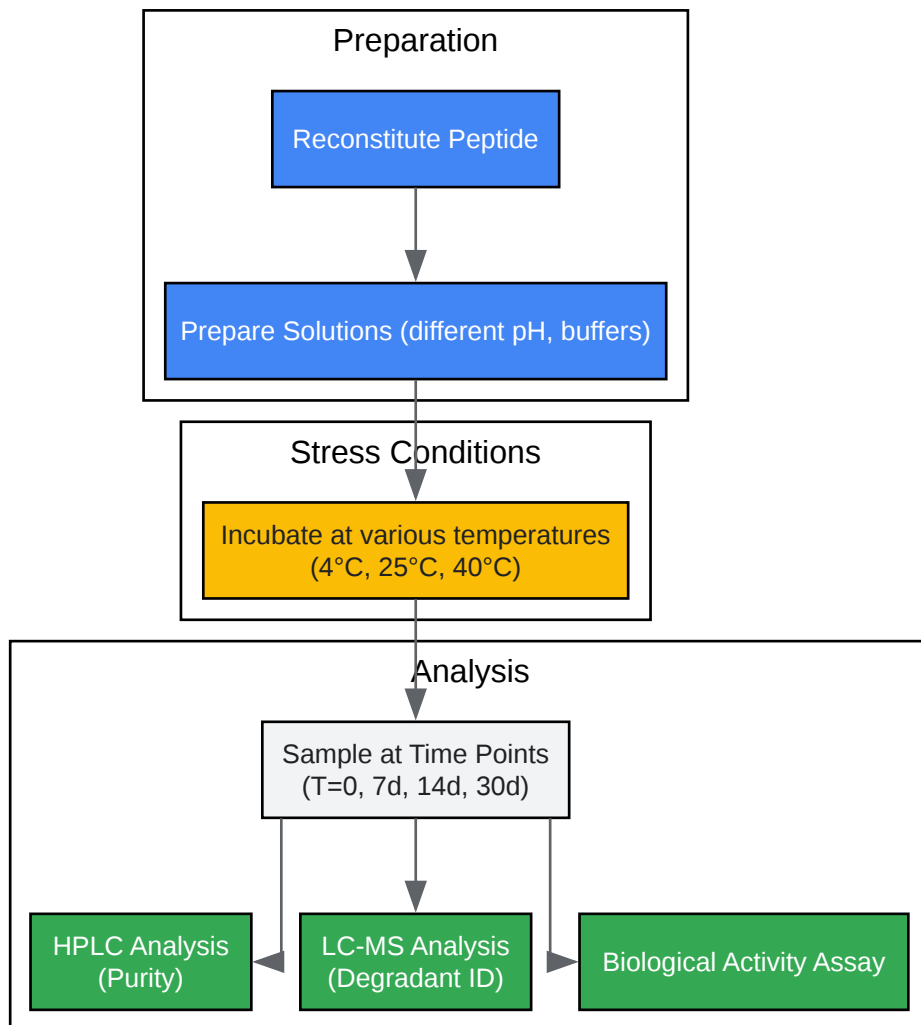 Preparation
Reconstitute Peptide
Prepare Solutions (different pH, buffers)
Stress Conditions
Incubate at various temperatures
(4°C, 25°C, 40°C)
Analysis
Sample at Time Points
(T=0, 7d, 14d, 30d)
HPLC Analysis
(Purity)
LC-MS Analysis
(Degradant ID)
Biological Activity Assay